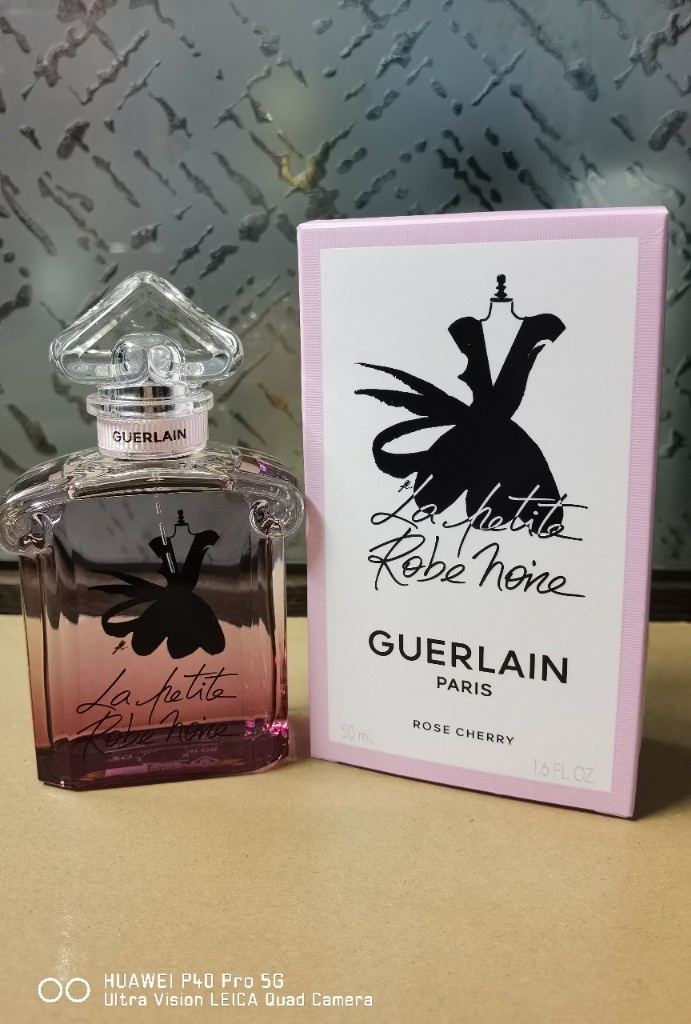 GUERLAIN
La petite
Robe noire
La petite
Robe noire
GUERLAIN
PARIS
ROSE CHERRY
50 mL
1.6 FL OZ.
HUAWEI P40 Pro 5G
Ultra Vision LEICA Quad Camera